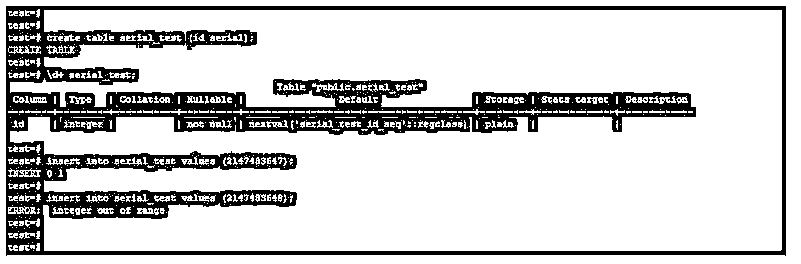 test=#
test=#
test=# create table serial_test (id serial);
CREATE TABLE
test=#
test=# \d+ serial_test;
Table "public.serial_test"
Column | Type | Collation | Nullable | Default | Storage | Stats target | Description
id | integer | | not null | nextval('serial_test_id_seq'::regclass) | plain | |
test=#
test=# insert into serial_test values (2147483647);
INSERT 0 1
test=#
test=# insert into serial_test values (2147483648);
ERROR: integer out of range
test=#
test=#
test=#